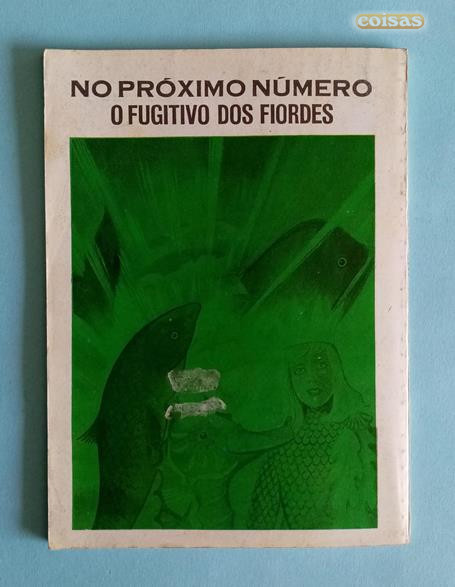 coisas
NO PRÓXIMO NÚMERO
O FUGITIVO DOS FIORDES